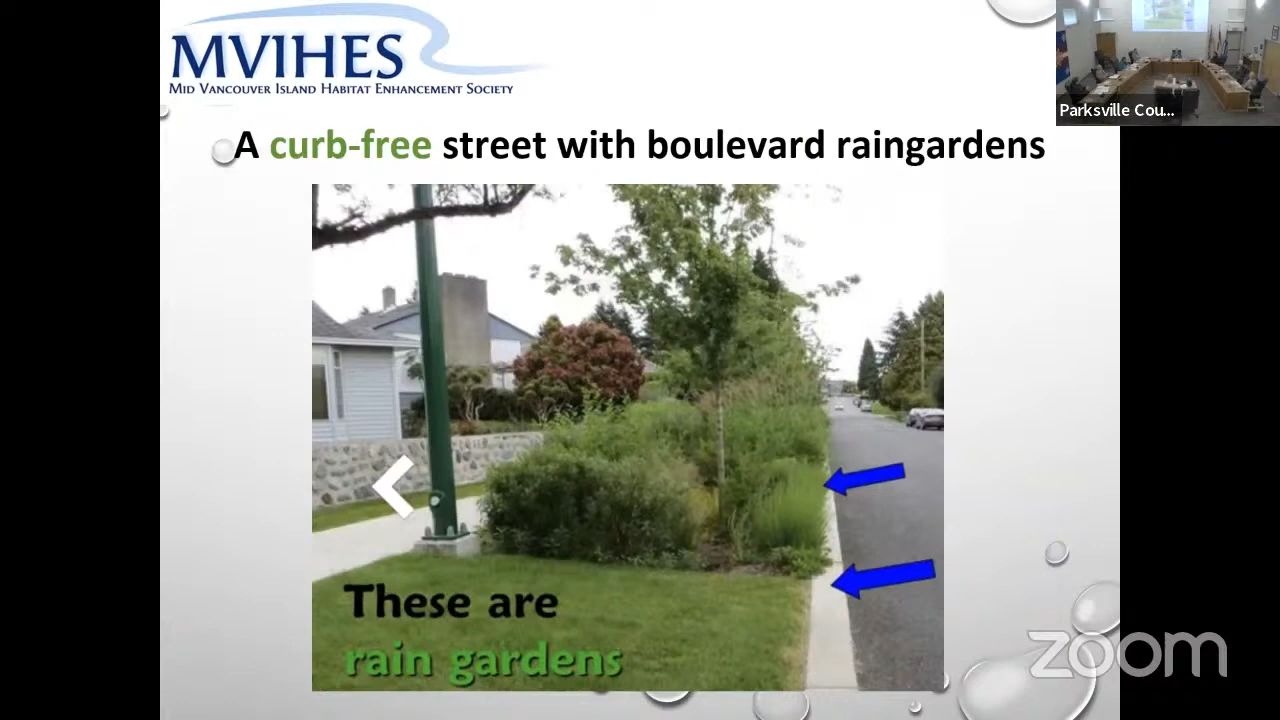 MVIHES
MID VANCOUVER ISLAND HABITAT ENHANCEMENT SOCIETY
Parksville Cou...
A curb-free street with boulevard raingardens
These are
rain gardens
zoom